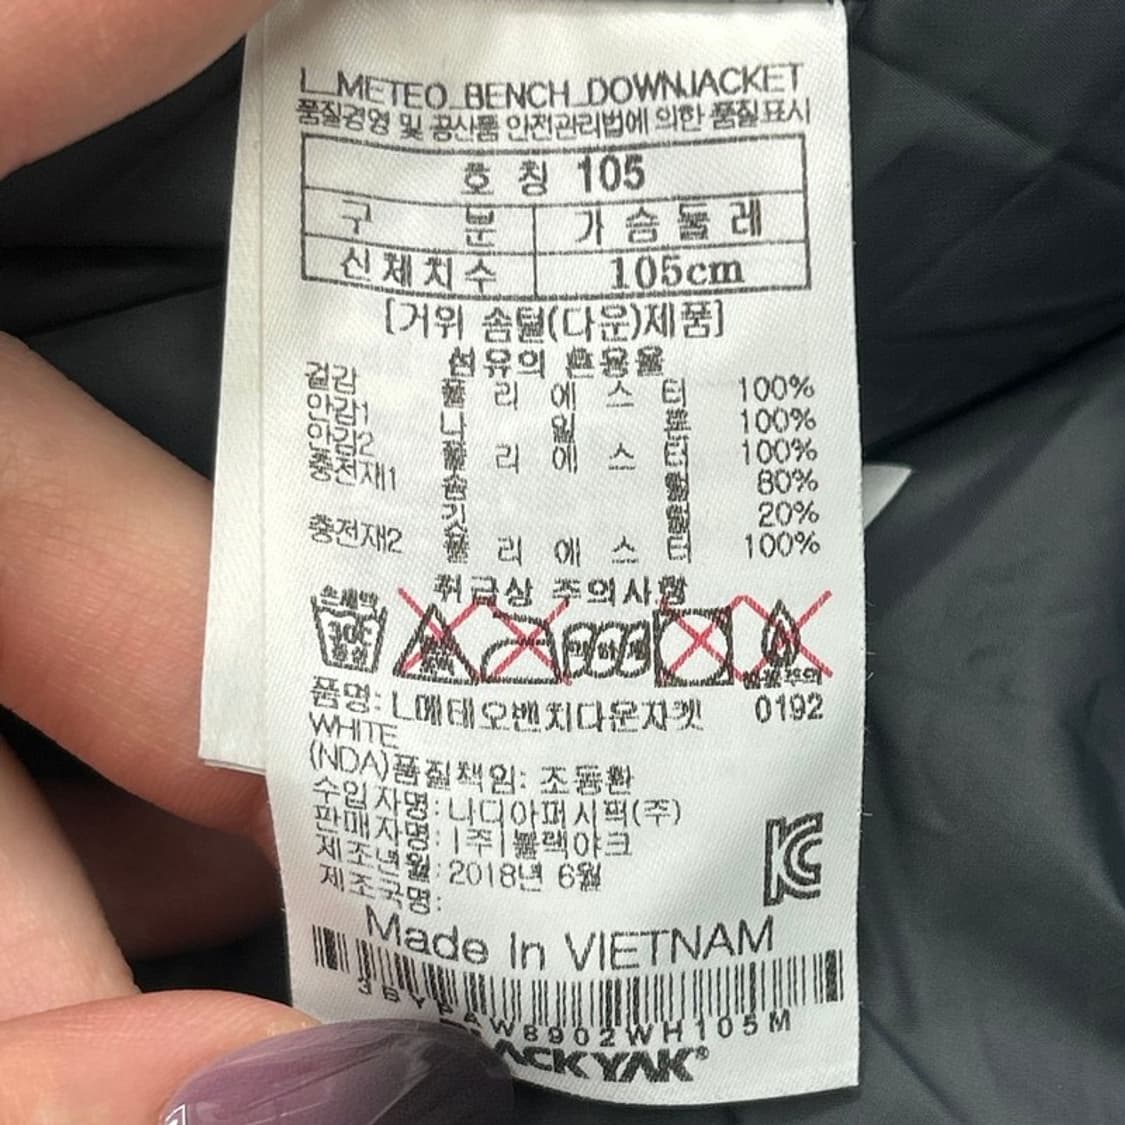 L_METEO_BENCH_DOWNJACKET
품질경영 및 공산품 안전관리법에 의한 품질표시
호 칭 105
구 분 가 슴 둘 레
신체치수 105cm
[거위 솜털(다운)제품]
섬유의 혼용율
겉감 폴 리 에 스 터 100%
안감1 나 일 론 100%
안감2 폴 리 에 스 터 100%
충전재1 솜 털 80%
깃 털 20%
충전재2 폴 리 에 스 터 100%
취급상 주의사항
손세탁
30℃
중성
품명: L메테오벤치다운자켓 0192
WHITE
(NDA)품질책임: 조동환
수입자명: 나디아퍼시픽(주)
판매자명: (주)블랙야크
제조년월: 2018년 6월
제조국명:
Made In VIETNAM
W8902WH105M
ACKYAK®